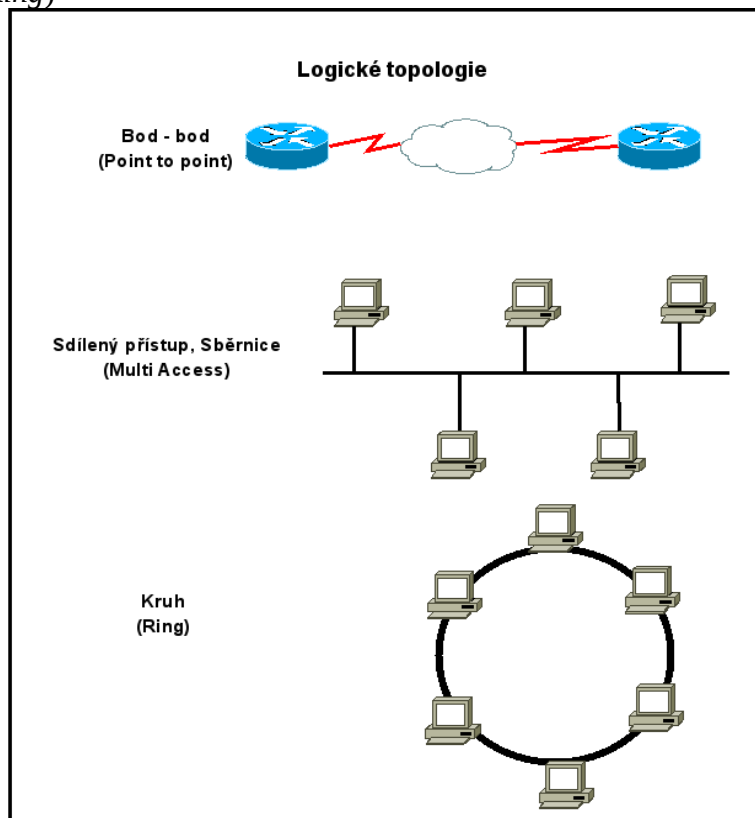 Logické topologie
Bod - bod
(Point to point)
Sdílený přístup, Sběrnice
(Multi Access)
Kruh
(Ring)